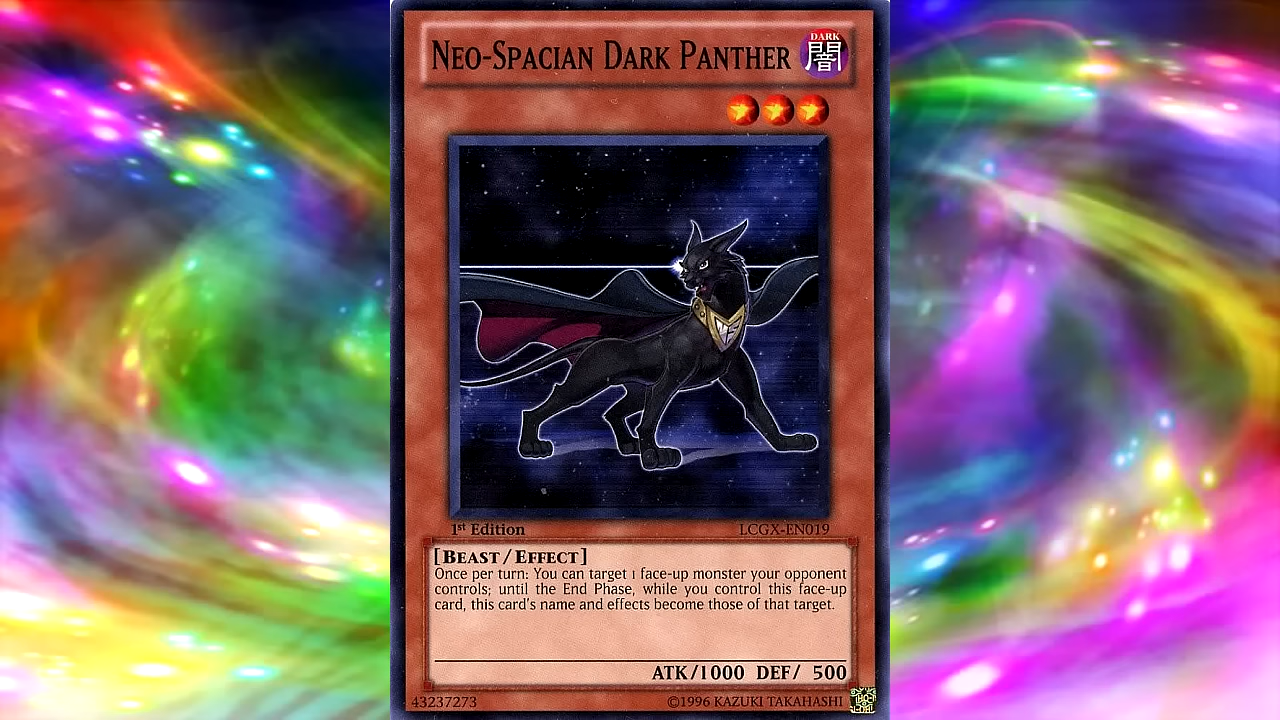 NEO-SPACIAN DARK PANTHER
DARK
闇
NS
1st Edition
LCGX-EN019
[BEAST/EFFECT]
Once per turn: You can target 1 face-up monster your opponent
controls; until the End Phase, while you control this face-up
card, this card's name and effects become those of that target.
ATK/1000 DEF/ 500
43237273
©1996 KAZUKI TAKAHASHI